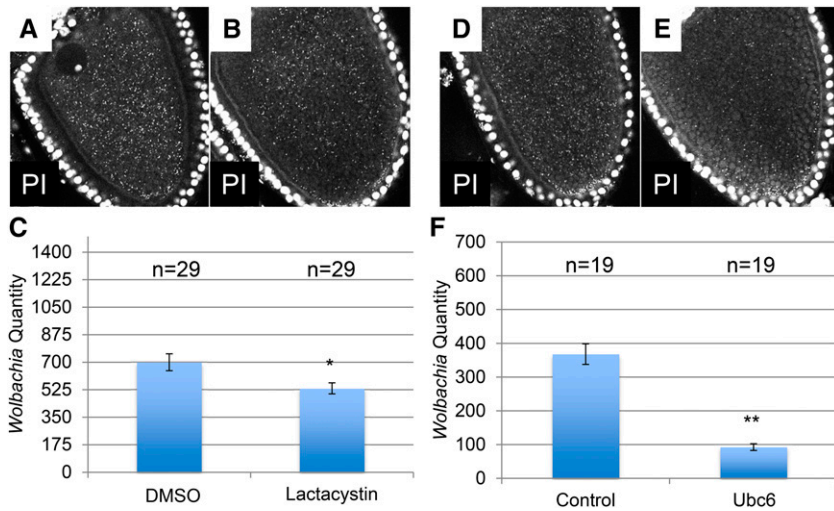 A
B
D
E
PI
PI
PI
PI
C
Wolbachia Quantity
1400
1225
1050
875
700
525
350
175
0
n=29
n=29
*
DMSO
Lactacystin
F
Wolbachia Quantity
700
600
500
400
300
200
100
0
n=19
n=19
**
Control
Ubc6